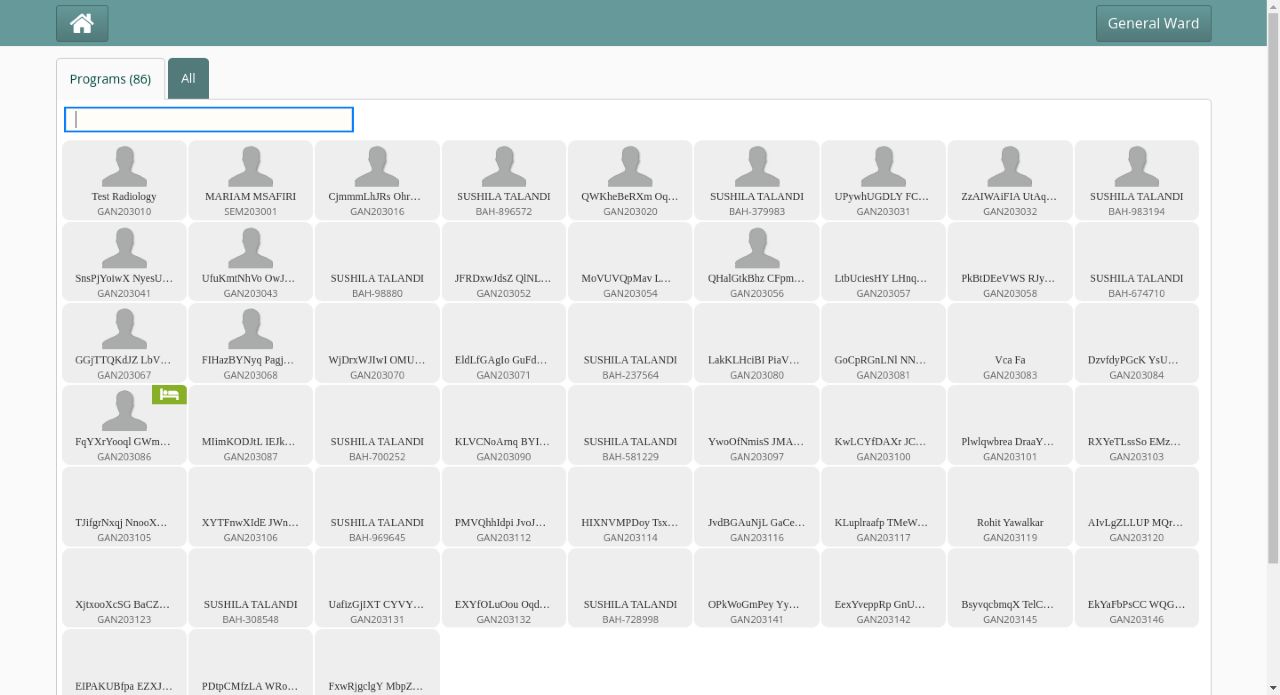 General Ward
Programs (86)
All
Test Radiology
GAN203010
MARIAM MSAFIRI
SEM203001
CjmmmLhJRs Ohr…
GAN203016
SUSHILA TALANDI
BAH-896572
QWKheBeRXm Oq…
GAN203020
SUSHILA TALANDI
BAH-379983
UPywhUGDLY FC…
GAN203031
ZzAIWAiFIA UtAq…
GAN203032
SUSHILA TALANDI
BAH-983194
SnsPjYoiwX NyesU…
GAN203041
UfuKmtNhVo OwJ…
GAN203043
SUSHILA TALANDI
BAH-98880
JFRDxwJdsZ QlNL…
GAN203052
MoVUVQpMav L…
GAN203054
QHalGtkBhz CFpm…
GAN203056
LtbUciesHY LHnq…
GAN203057
PkBtDEeVWS RJy…
GAN203058
SUSHILA TALANDI
BAH-674710
GGjTTQKdJZ LbV…
GAN203067
FIHazBYNyq Pagj…
GAN203068
WjDrxWJIwI OMU…
GAN203070
EldLfGAgIo GuFd…
GAN203071
SUSHILA TALANDI
BAH-237564
LakKLHciBI PiaV…
GAN203080
GoCpRGnLNl NN…
GAN203081
Vca Fa
GAN203083
DzvfdyPGcK YsU…
GAN203084
FqYXrYooql GWm…
GAN203086
MIimKODJtL IEJk…
GAN203087
SUSHILA TALANDI
BAH-700252
KLVCNoArnq BYI…
GAN203090
SUSHILA TALANDI
BAH-581229
YwoOfNmisS JMA…
GAN203097
KwLCYfDAXr JC…
GAN203100
Plwlqwbrea DraaY…
GAN203101
RXYeTLssSo EMz…
GAN203103
TJifgrNxqj NnooX…
GAN203105
XYTFnwXIdE JWn…
GAN203106
SUSHILA TALANDI
BAH-969645
PMVQhhIdpi JvoJ…
GAN203112
HIXNVMPDoy Tsx…
GAN203114
JvdBGAuNjL GaCe…
GAN203116
KLuplraafp TMeW…
GAN203117
Rohit Yawalkar
GAN203119
AIvLgZLLUP MQr…
GAN203120
XjtxooXcSG BaCZ…
GAN203123
SUSHILA TALANDI
BAH-308548
UafizGjIXT CYVY…
GAN203131
EXYfOLuOou Oqd…
GAN203132
SUSHILA TALANDI
BAH-728998
OPkWoGmPey Yy…
GAN203141
EexYveppRp GnU…
GAN203142
BsyvqcbmqX TelC…
GAN203145
EkYaFbPsCC WQG…
GAN203146
EIPAKUBfpa EZXJ…
PDtpCMfzLA WRo…
FxwRjgclgY MbpZ…